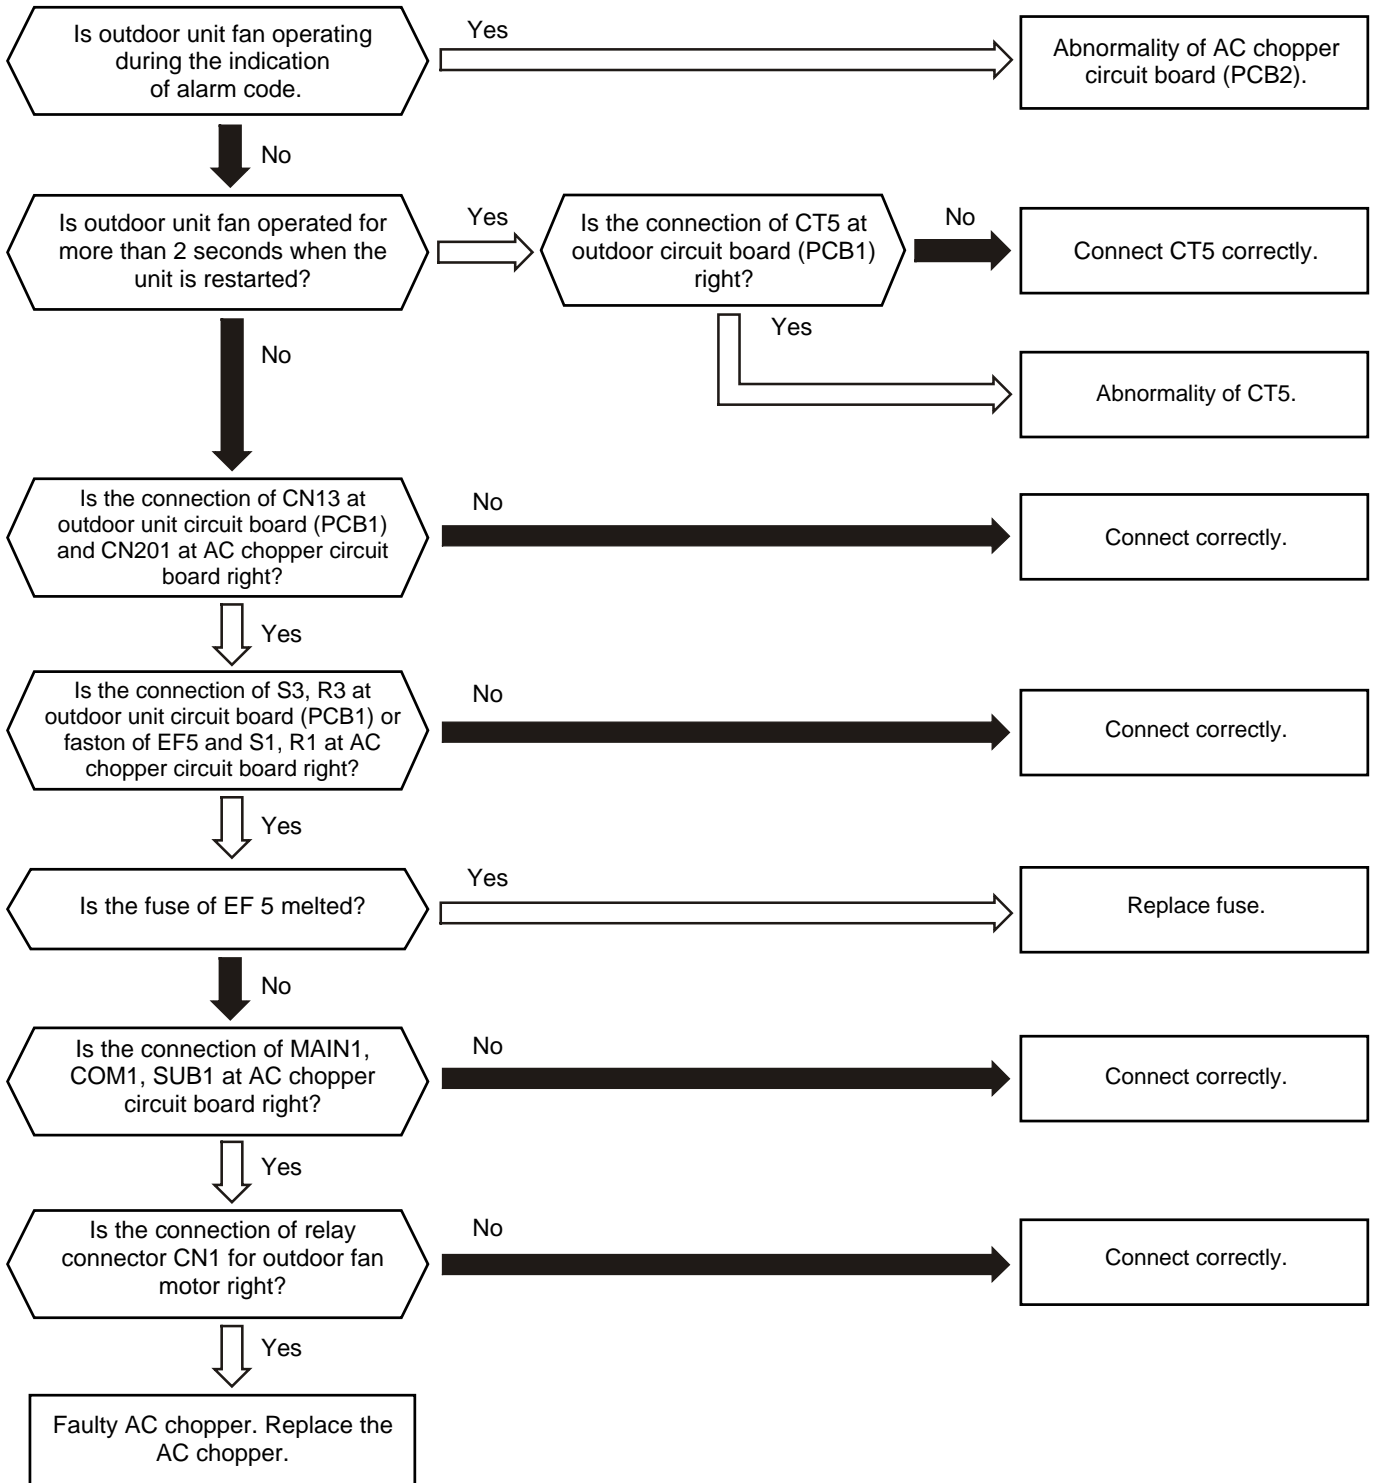 Is outdoor unit fan operating
during the indication
of alarm code.
Yes
Abnormality of AC chopper
circuit board (PCB2).
No
Is outdoor unit fan operated for
more than 2 seconds when the
unit is restarted?
Yes
Is the connection of CT5 at
outdoor circuit board (PCB1)
right?
No
Connect CT5 correctly.
Yes
Abnormality of CT5.
No
Is the connection of CN13 at
outdoor unit circuit board (PCB1)
and CN201 at AC chopper circuit
board right?
No
Connect correctly.
Yes
Is the connection of S3, R3 at
outdoor unit circuit board (PCB1) or
faston of EF5 and S1, R1 at AC
chopper circuit board right?
No
Connect correctly.
Yes
Is the fuse of EF 5 melted?
Yes
Replace fuse.
No
Is the connection of MAIN1,
COM1, SUB1 at AC chopper
circuit board right?
No
Connect correctly.
Yes
Is the connection of relay
connector CN1 for outdoor fan
motor right?
No
Connect correctly.
Yes
Faulty AC chopper. Replace the
AC chopper.